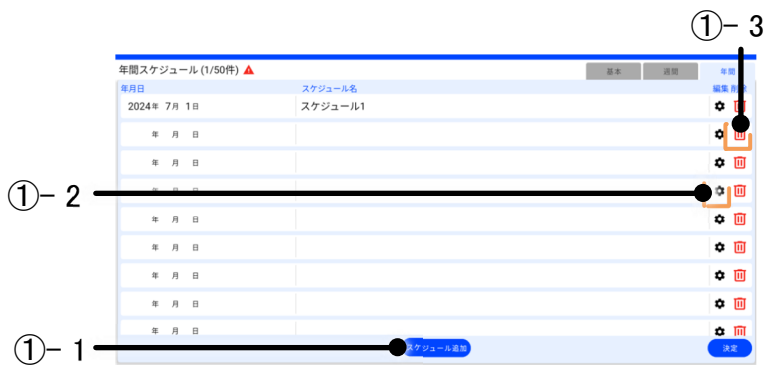 ①－3
年間スケジュール (1/50件)
基本 週間 年間
年月日 スケジュール名 編集 削除
2024年 7月 1日 スケジュール1
年 月 日
年 月 日
①－2
年 月 日
年 月 日
年 月 日
年 月 日
年 月 日
年 月 日
①－1
スケジュール追加 決定